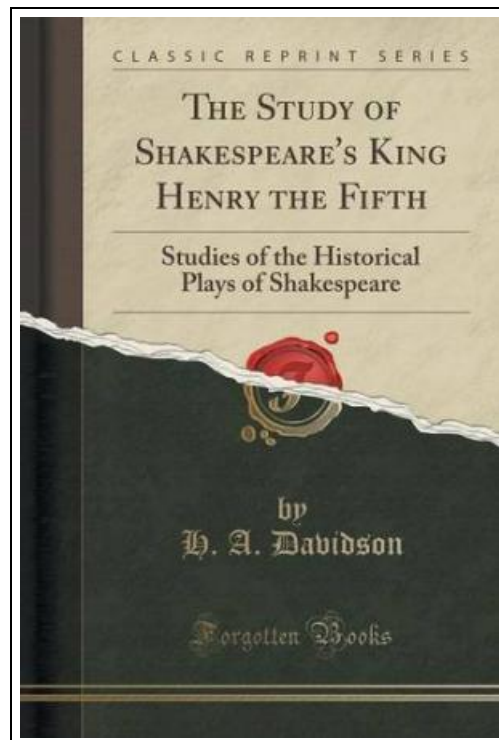 CLASSIC REPRINT SERIES
THE STUDY OF
SHAKESPEARE'S KING
HENRY THE FIFTH
Studies of the Historical
Plays of Shakespeare
by
H. A. Davidson
Forgotten Books